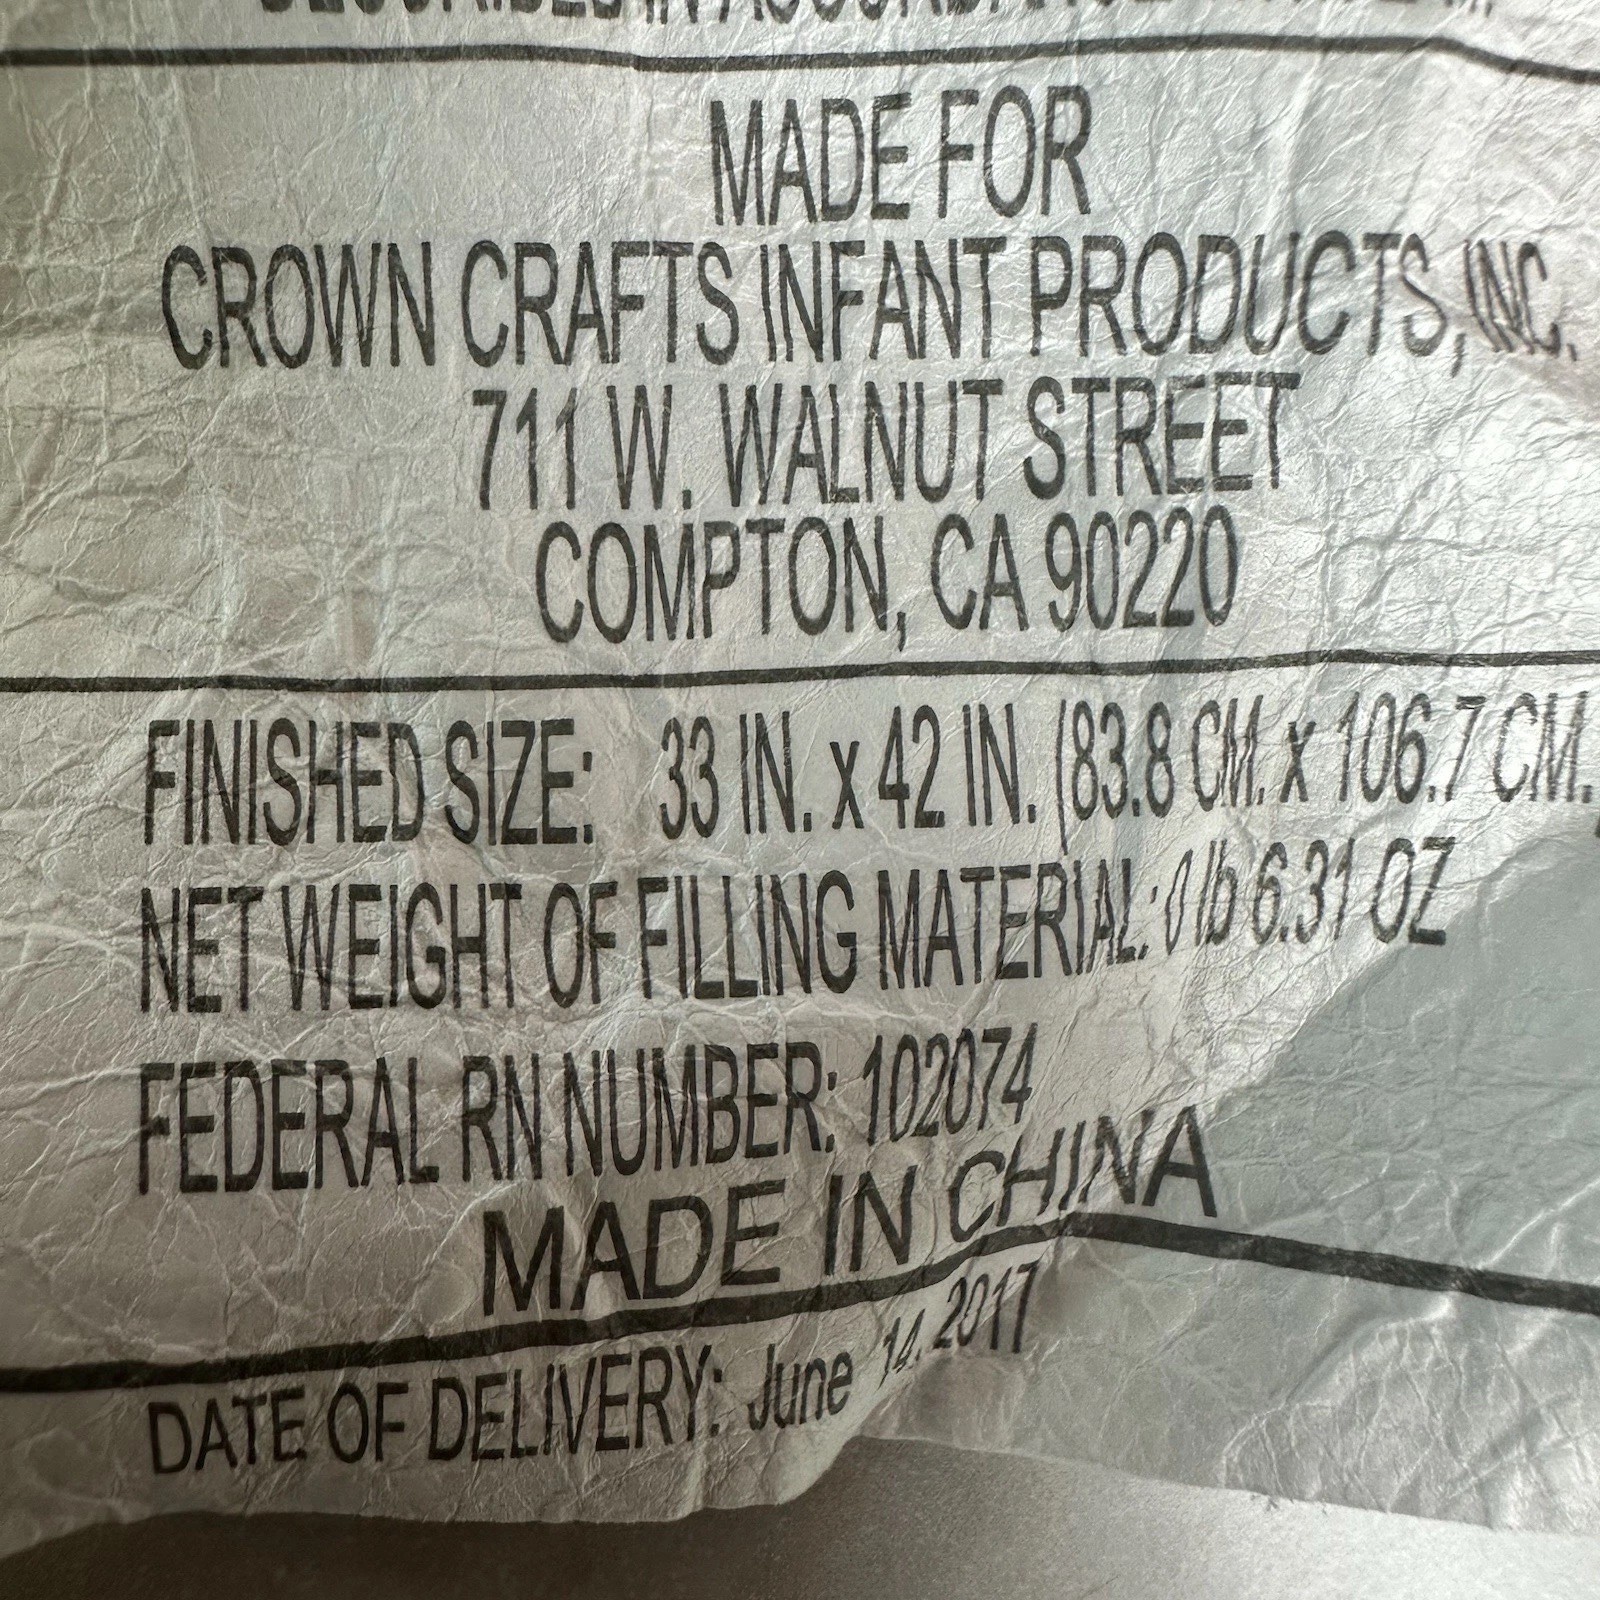 MADE FOR
CROWN CRAFTS INFANT PRODUCTS, INC.
711 W. WALNUT STREET
COMPTON, CA 90220
FINISHED SIZE: 33 IN. x 42 IN. (83.8 CM. x 106.7 CM.
NET WEIGHT OF FILLING MATERIAL: 0 lb 6.31 OZ
FEDERAL RN NUMBER: 102074
MADE IN CHINA
DATE OF DELIVERY: June 14, 2017